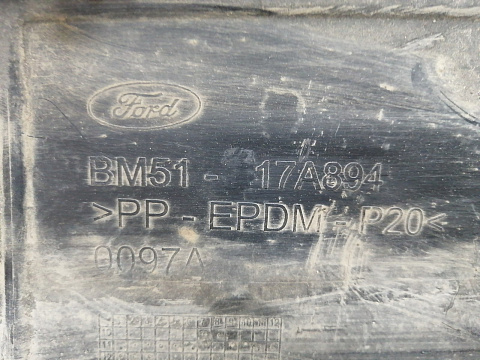 Ford
BM51 - 17A894
>PP - EPDM - P20<
0097A